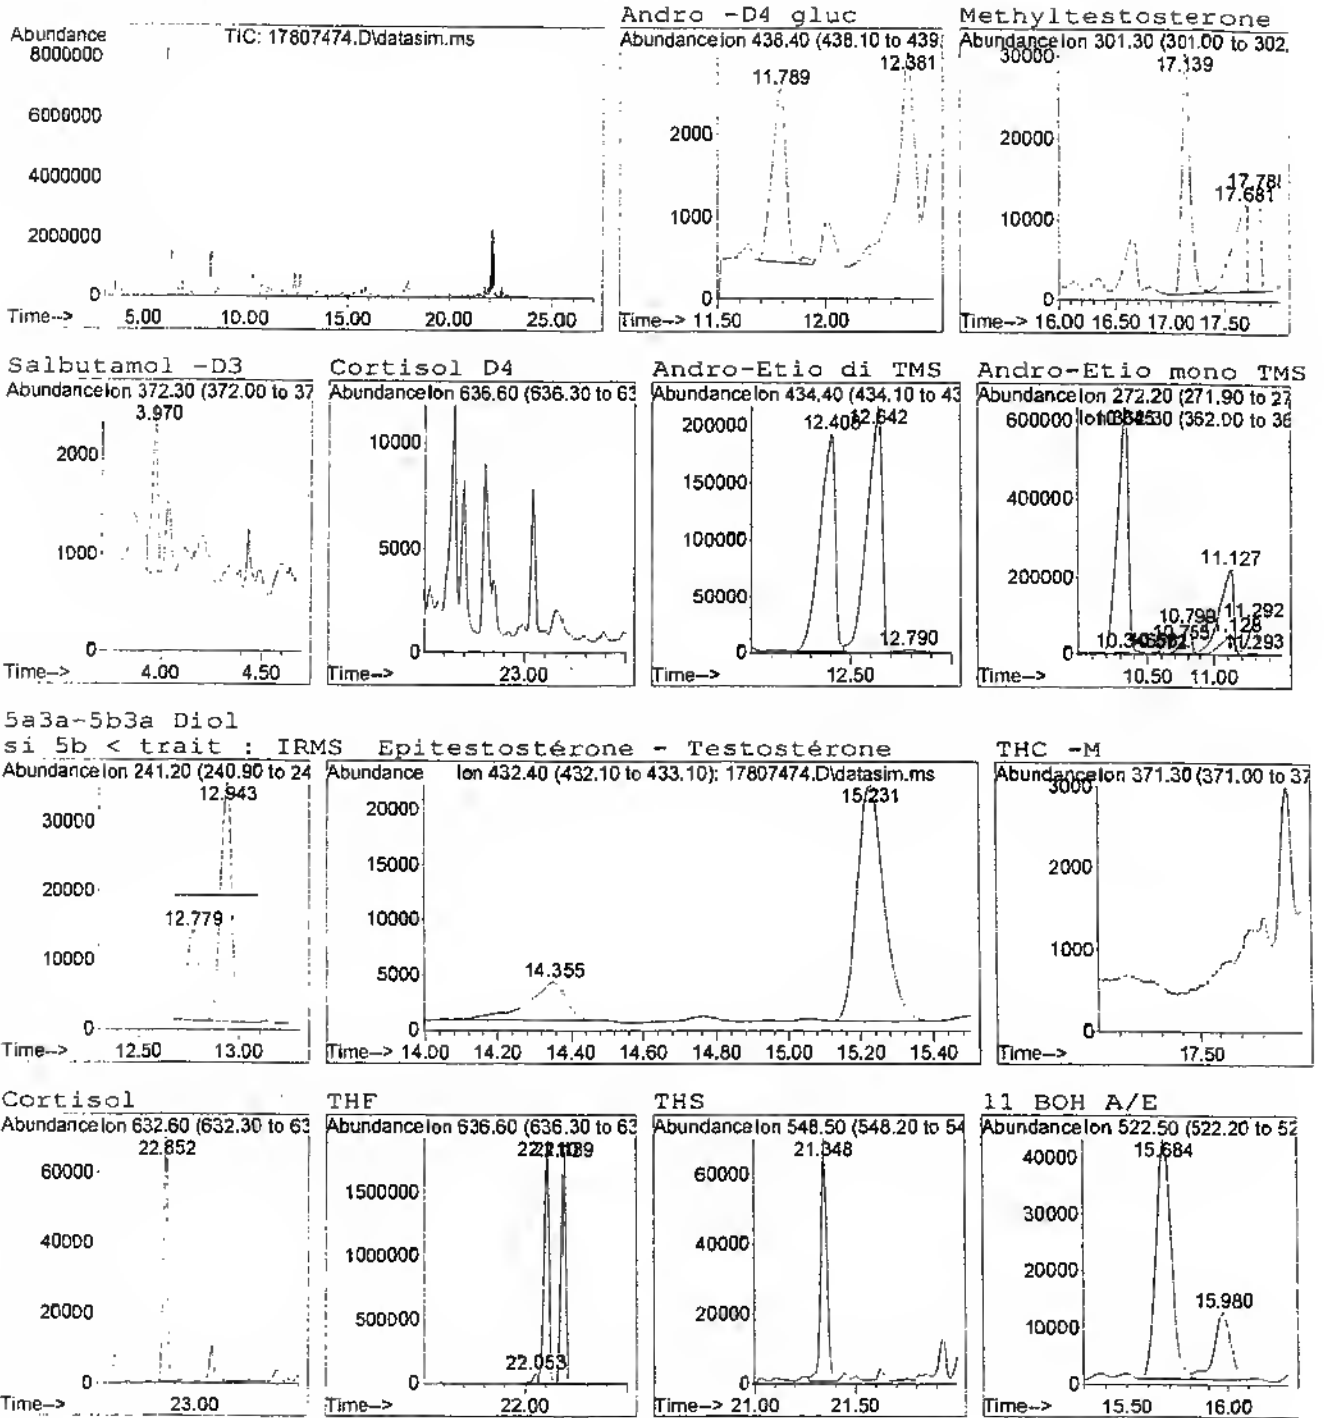 Abundance
TIC: 17807474.D\datasim.ms
8000000
6000000
4000000
2000000
0
Time--> 5.00 10.00 15.00 20.00 25.00
Andro -D4 gluc
Abundance Ion 438.40 (438.10 to 439
11.789 12.381
2000
1000
0
Time--> 11.50 12.00
Methyltestosterone
Abundance Ion 301.30 (301.00 to 302.
30000
17.139
20000
17.681
10000
0
Time--> 16.00 16.50 17.00 17.50
Salbutamol -D3
Abundance Ion 372.30 (372.00 to 37
3.970
2000
1000
0
Time--> 4.00 4.50
Cortisol D4
Abundance Ion 636.60 (636.30 to 63
10000
5000
0
Time--> 23.00
Andro-Etio di TMS
Abundance Ion 434.40 (434.10 to 43
200000
12.642
150000
100000
50000
12.790
0
Time--> 12.50
Andro-Etio mono TMS
Abundance Ion 272.20 (271.90 to 27
600000 (362.00 to 36
400000
11.127
200000
10.799 11.292
10.755 11.128
11.293
0
Time--> 10.50 11.00
5a3a-5b3a Diol
si 5b < trait : IRMS
Abundance Ion 241.20 (240.90 to 24
12.943
30000
20000
12.779
10000
0
Time--> 12.50 13.00
Epitestostérone - Testostérone
Abundance Ion 432.40 (432.10 to 433.10): 17807474.D\datasim.ms
20000 15.231
15000
10000
14.355
5000
0
Time--> 14.00 14.20 14.40 14.60 14.80 15.00 15.20 15.40
THC -M
Abundance Ion 371.30 (371.00 to 37
3000
2000
1000
0
Time--> 17.50
Cortisol
Abundance Ion 632.60 (632.30 to 63
22.852
60000
40000
20000
0
Time--> 23.00
THF
Abundance Ion 636.60 (636.30 to 63
1500000
1000000
500000
22.053
0
Time--> 22.00
THS
Abundance Ion 548.50 (548.20 to 54
21.348
60000
40000
20000
0
Time--> 21.00 21.50
11 BOH A/E
Abundance Ion 522.50 (522.20 to 52
40000 15.684
30000
20000
15.980
10000
0
Time--> 15.50 16.00